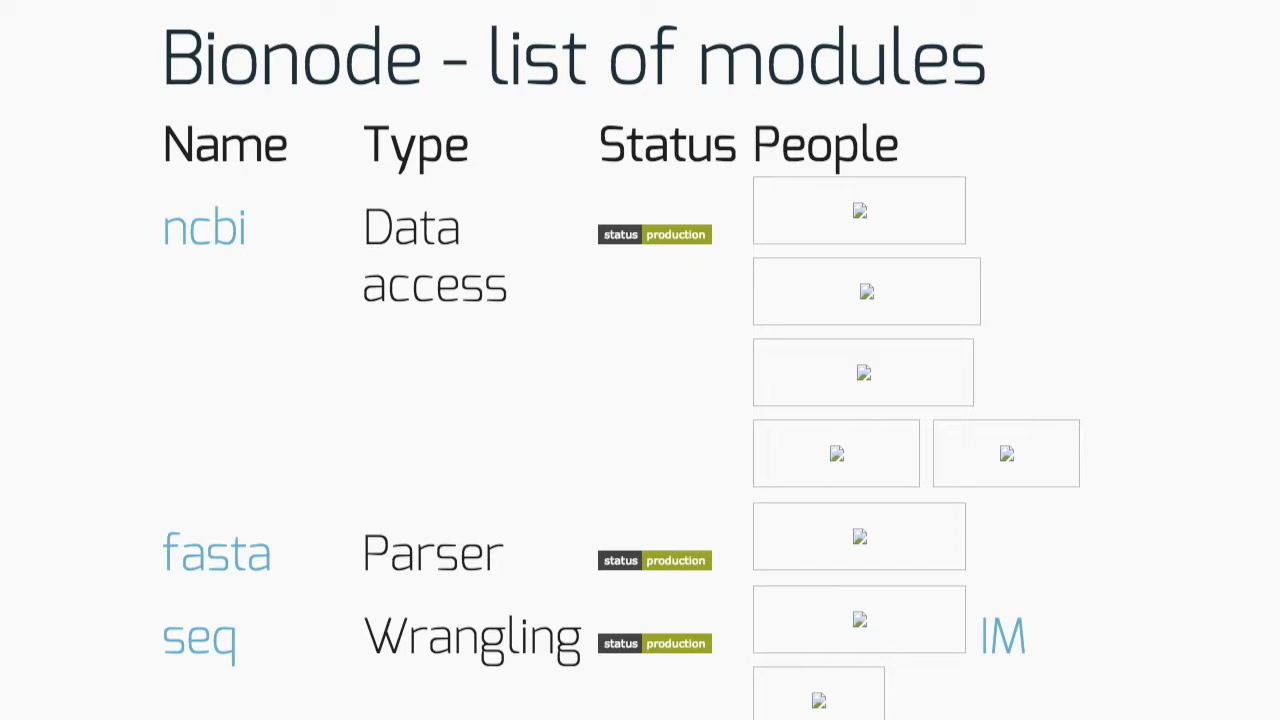 Bionode - list of modules
Name Type Status People
ncbi Data access status production
fasta Parser status production
seq Wrangling status production IM